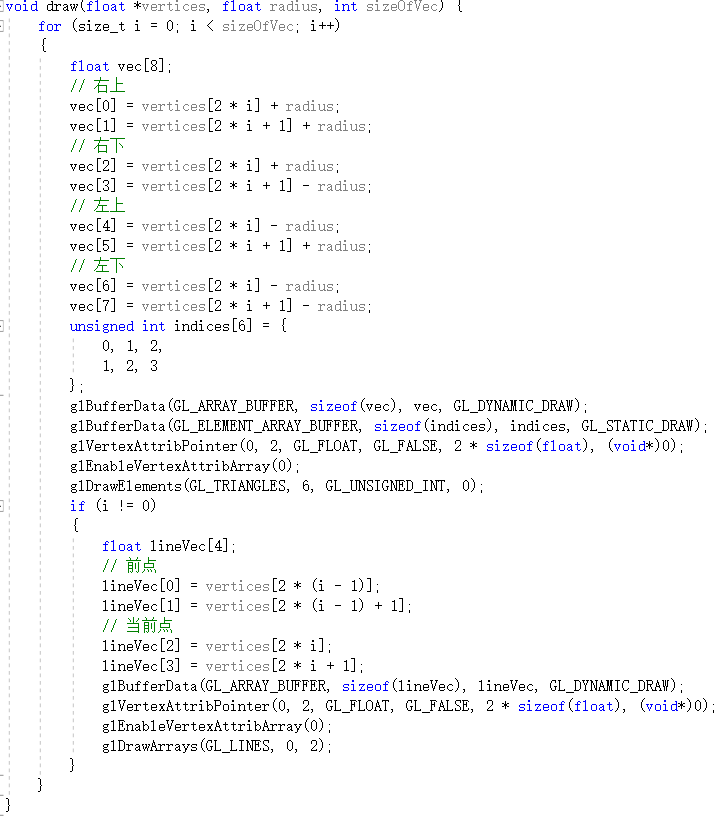 void draw(float *vertices, float radius, int sizeOfVec) {
    for (size_t i = 0; i < sizeOfVec; i++)
    {
        float vec[8];
        // 右上
        vec[0] = vertices[2 * i] + radius;
        vec[1] = vertices[2 * i + 1] + radius;
        // 右下
        vec[2] = vertices[2 * i] + radius;
        vec[3] = vertices[2 * i + 1] - radius;
        // 左上
        vec[4] = vertices[2 * i] - radius;
        vec[5] = vertices[2 * i + 1] + radius;
        // 左下
        vec[6] = vertices[2 * i] - radius;
        vec[7] = vertices[2 * i + 1] - radius;
        unsigned int indices[6] = {
            0, 1, 2,
            1, 2, 3
        };
        glBufferData(GL_ARRAY_BUFFER, sizeof(vec), vec, GL_DYNAMIC_DRAW);
        glBufferData(GL_ELEMENT_ARRAY_BUFFER, sizeof(indices), indices, GL_STATIC_DRAW);
        glVertexAttribPointer(0, 2, GL_FLOAT, GL_FALSE, 2 * sizeof(float), (void*)0);
        glEnableVertexAttribArray(0);
        glDrawElements(GL_TRIANGLES, 6, GL_UNSIGNED_INT, 0);
        if (i != 0)
        {
            float lineVec[4];
            // 前点
            lineVec[0] = vertices[2 * (i - 1)];
            lineVec[1] = vertices[2 * (i - 1) + 1];
            // 当前点
            lineVec[2] = vertices[2 * i];
            lineVec[3] = vertices[2 * i + 1];
            glBufferData(GL_ARRAY_BUFFER, sizeof(lineVec), lineVec, GL_DYNAMIC_DRAW);
            glVertexAttribPointer(0, 2, GL_FLOAT, GL_FALSE, 2 * sizeof(float), (void*)0);
            glEnableVertexAttribArray(0);
            glDrawArrays(GL_LINES, 0, 2);
        }
    }
}